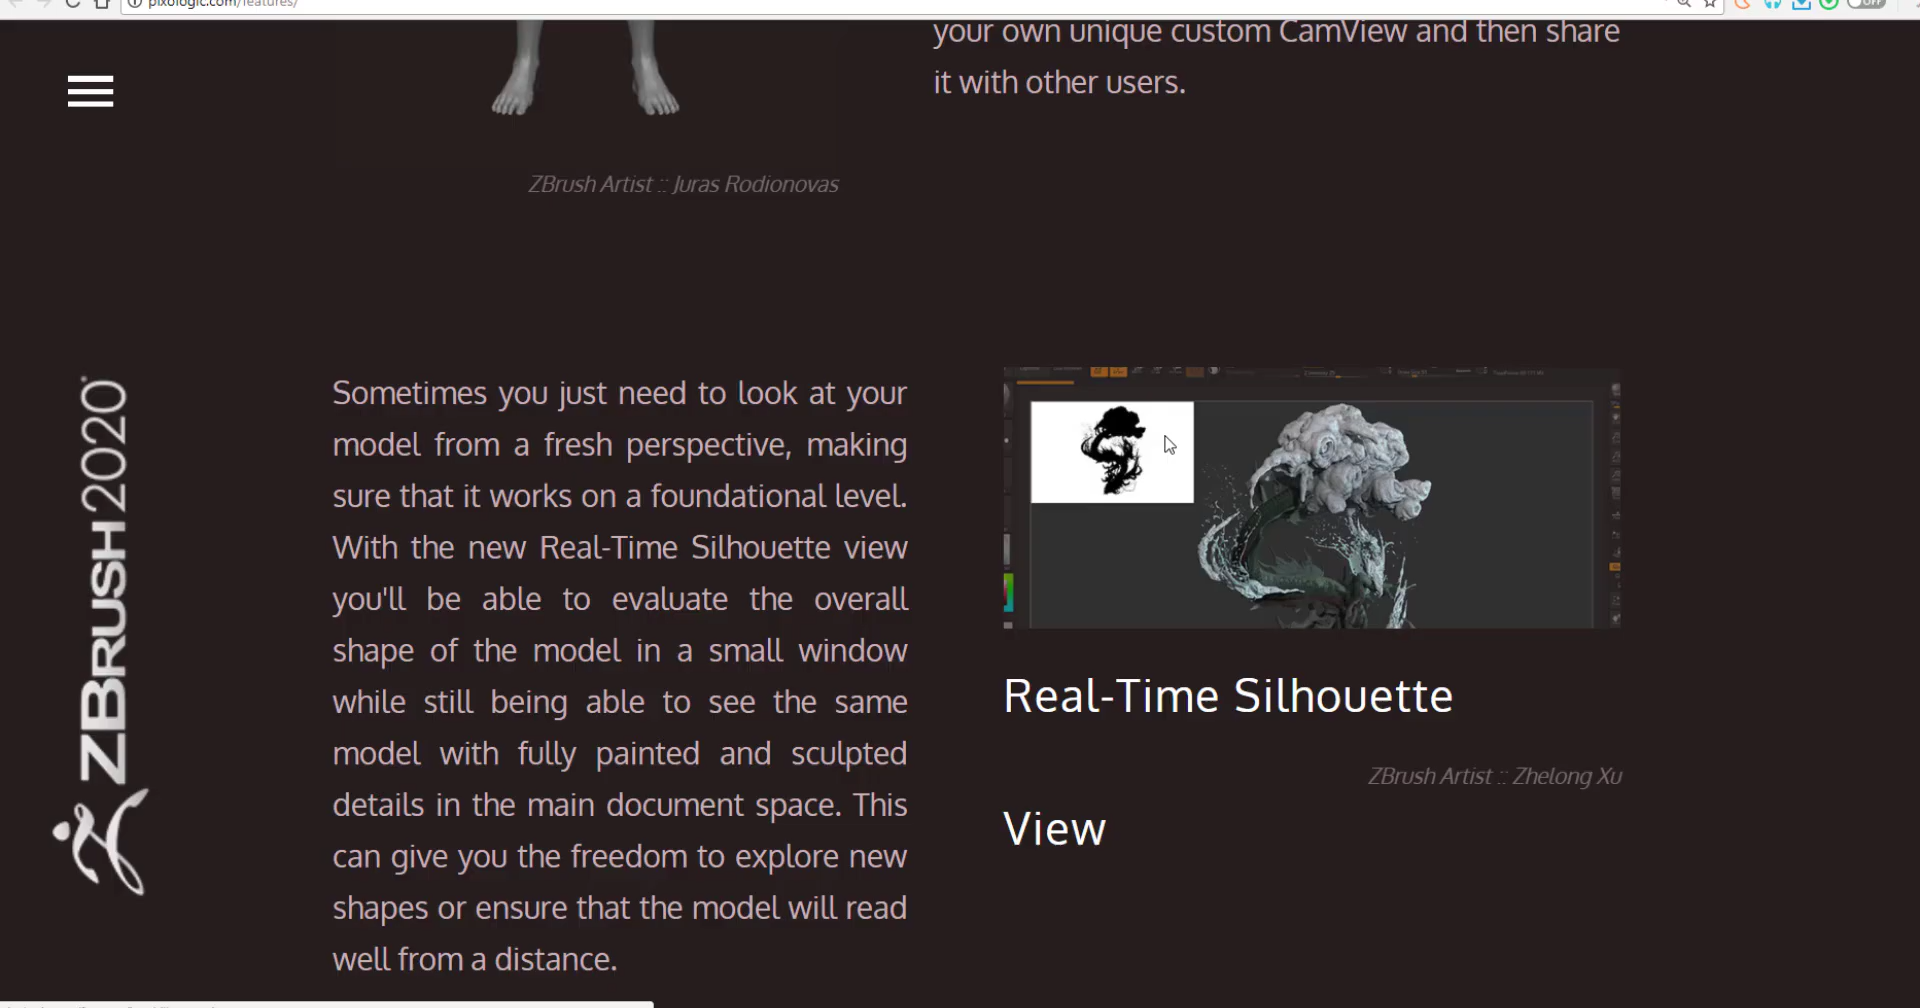 pixologic.com/features/
OFF
your own unique custom CamView and then share
it with other users.
ZBrush Artist :: Juras Rodionovas
ZBRUSH2020
Sometimes you just need to look at your
model from a fresh perspective, making
sure that it works on a foundational level.
With the new Real-Time Silhouette view
you'll be able to evaluate the overall
shape of the model in a small window
while still being able to see the same
model with fully painted and sculpted
details in the main document space. This
can give you the freedom to explore new
shapes or ensure that the model will read
well from a distance.
Real-Time Silhouette
ZBrush Artist :: Zhelong Xu
View